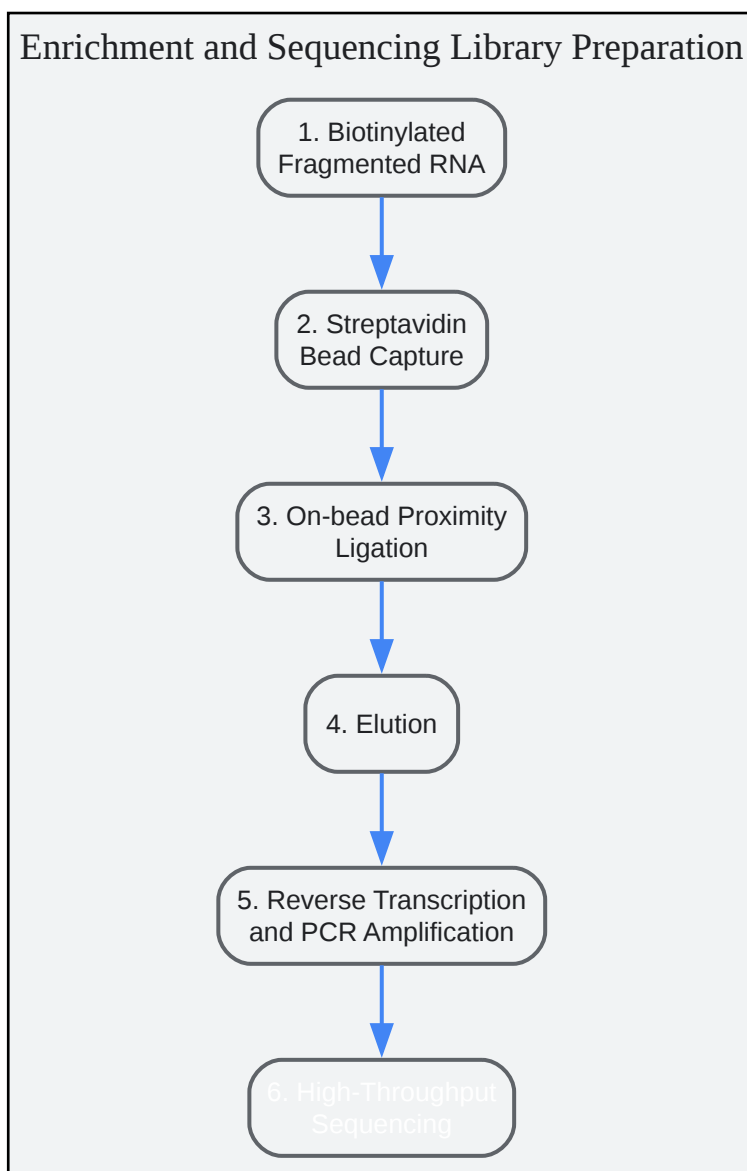 Enrichment and Sequencing Library Preparation
1. Biotinylated
Fragmented RNA
2. Streptavidin
Bead Capture
3. On-bead Proximity
Ligation
4. Elution
5. Reverse Transcription
and PCR Amplification
6. High-Throughput
Sequencing